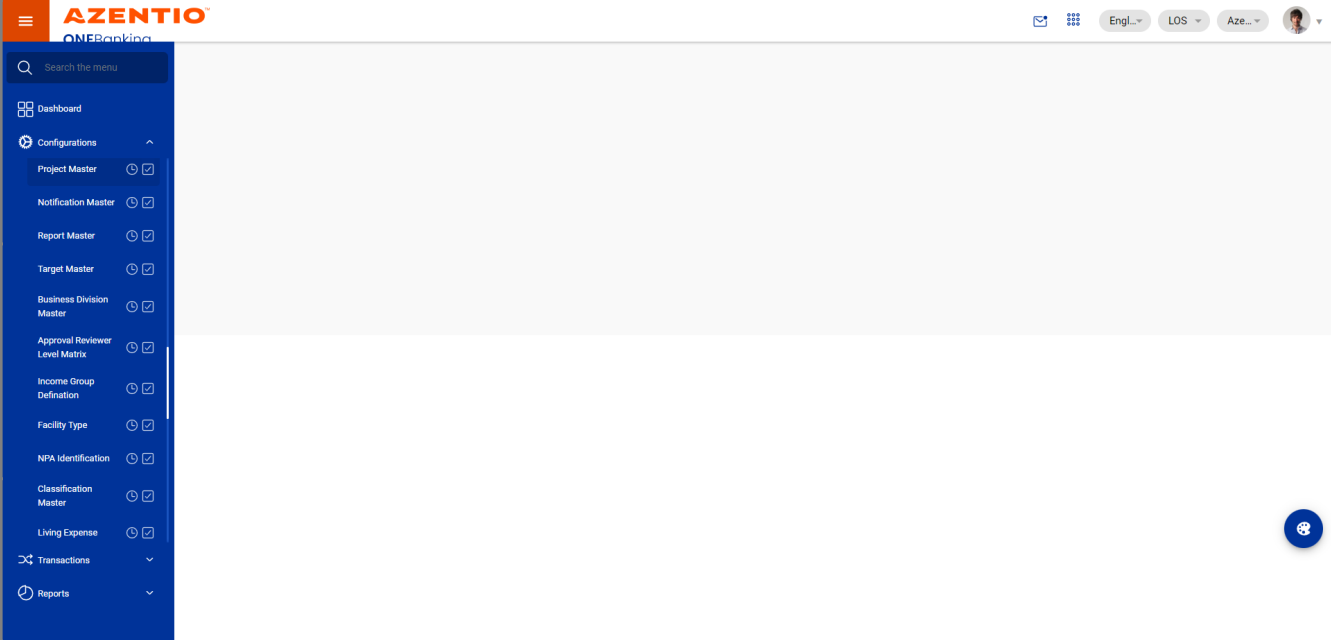 AZENTIO™
ONEBanking
Engl...
LOS
Aze...
Search the menu
Dashboard
Configurations
Project Master
Notification Master
Report Master
Target Master
Business Division
Master
Approval Reviewer
Level Matrix
Income Group
Defination
Facility Type
NPA Identification
Classification
Master
Living Expense
Transactions
Reports